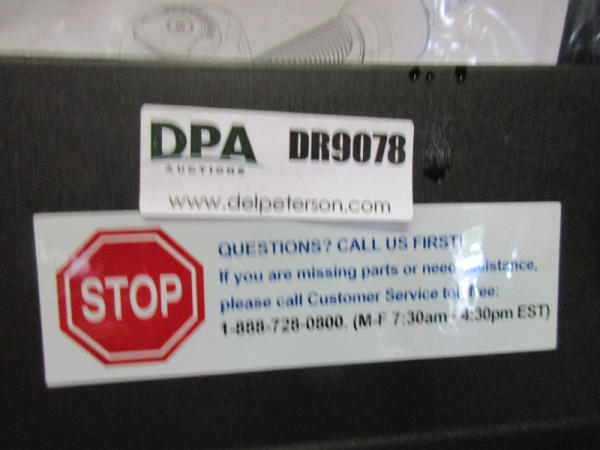 DPA
AUCTIONS
DR9078
www.delpeterson.com
STOP
QUESTIONS? CALL US FIRST!
If you are missing parts or need assistance,
please call Customer Service toll free:
1-888-728-0800. (M-F 7:30am - 4:30pm EST)